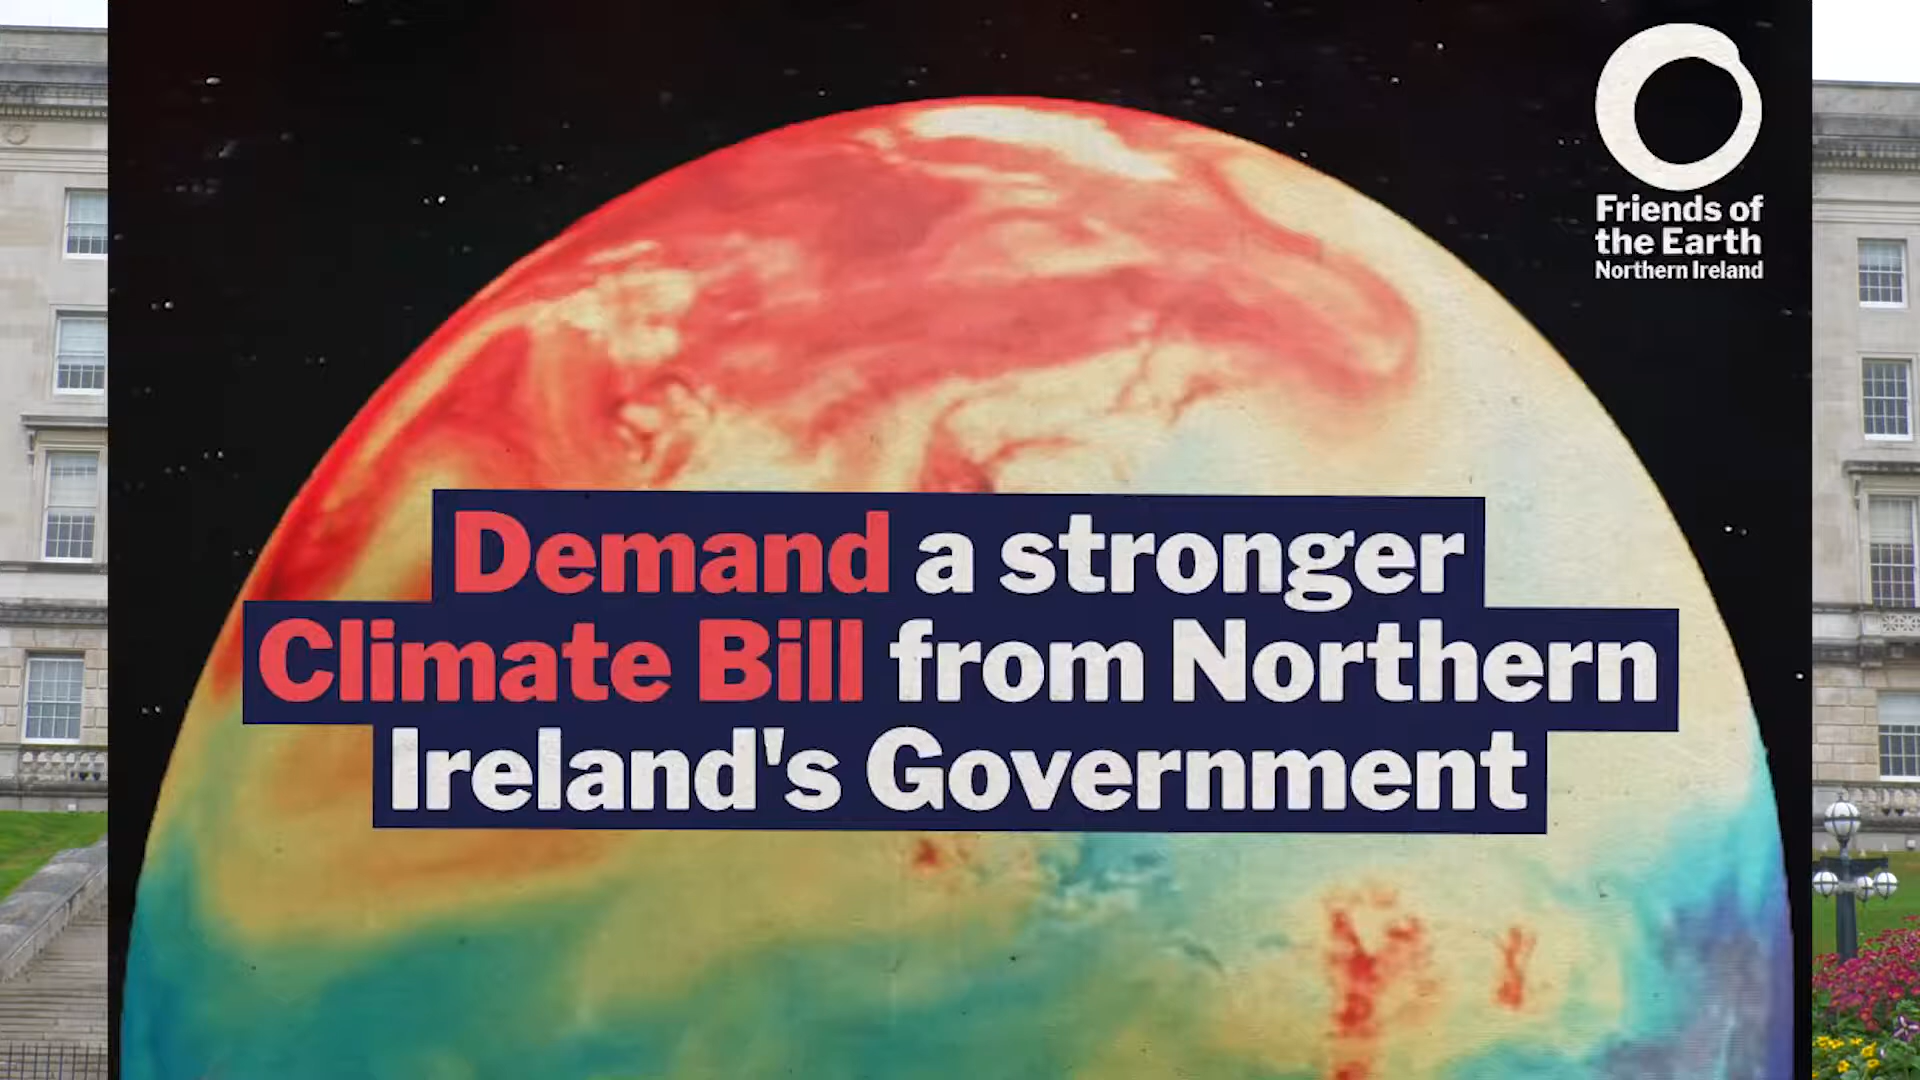 Friends of
the Earth
Northern Ireland
Demand a stronger
Climate Bill from Northern
Ireland's Government